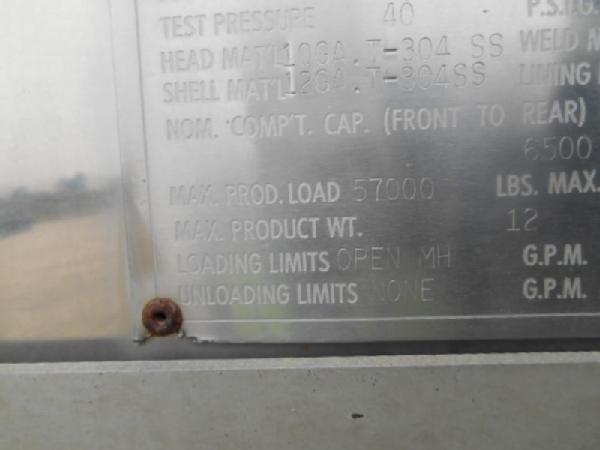 TEST PRESSURE 40 P.S.I.G.
HEAD MAT'L 10GA. T-304 SS WELD M
SHELL MAT'L 12GA. T-304SS LINING
NOM. COMP'T. CAP. (FRONT TO REAR)
6500
MAX. PROD. LOAD 57000 LBS. MAX.
MAX. PRODUCT WT. 12
LOADING LIMITS OPEN MH G.P.M.
UNLOADING LIMITS NONE G.P.M.